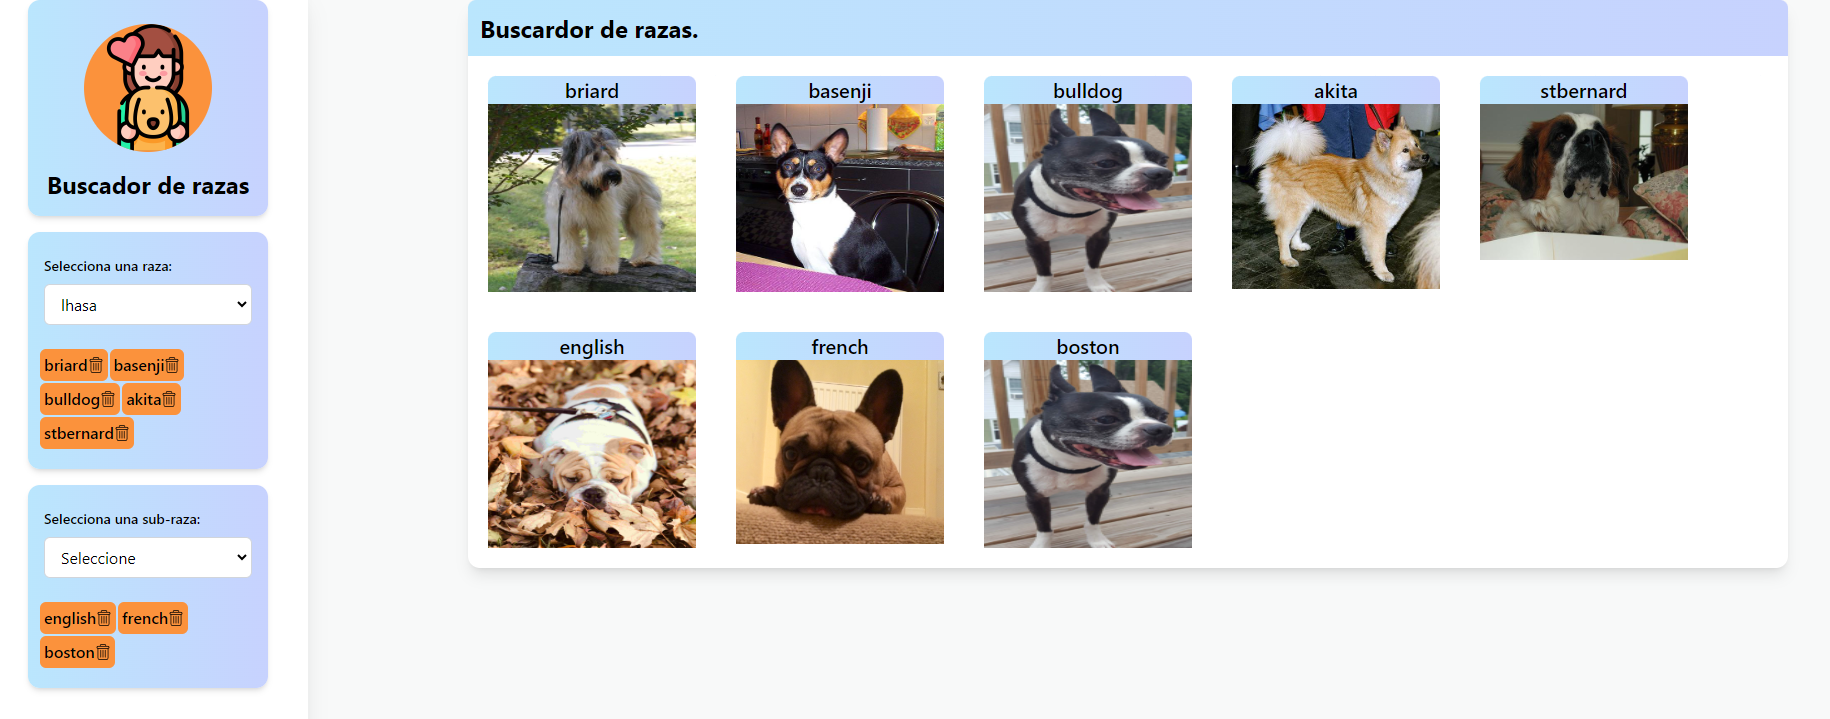 Buscador de razas
Selecciona una raza:
lhasa
briard basenji
bulldog akita
stbernard
Selecciona una sub-raza:
Seleccione
english french
boston
Buscardor de razas.
briard basenji bulldog akita stbernard
english french boston